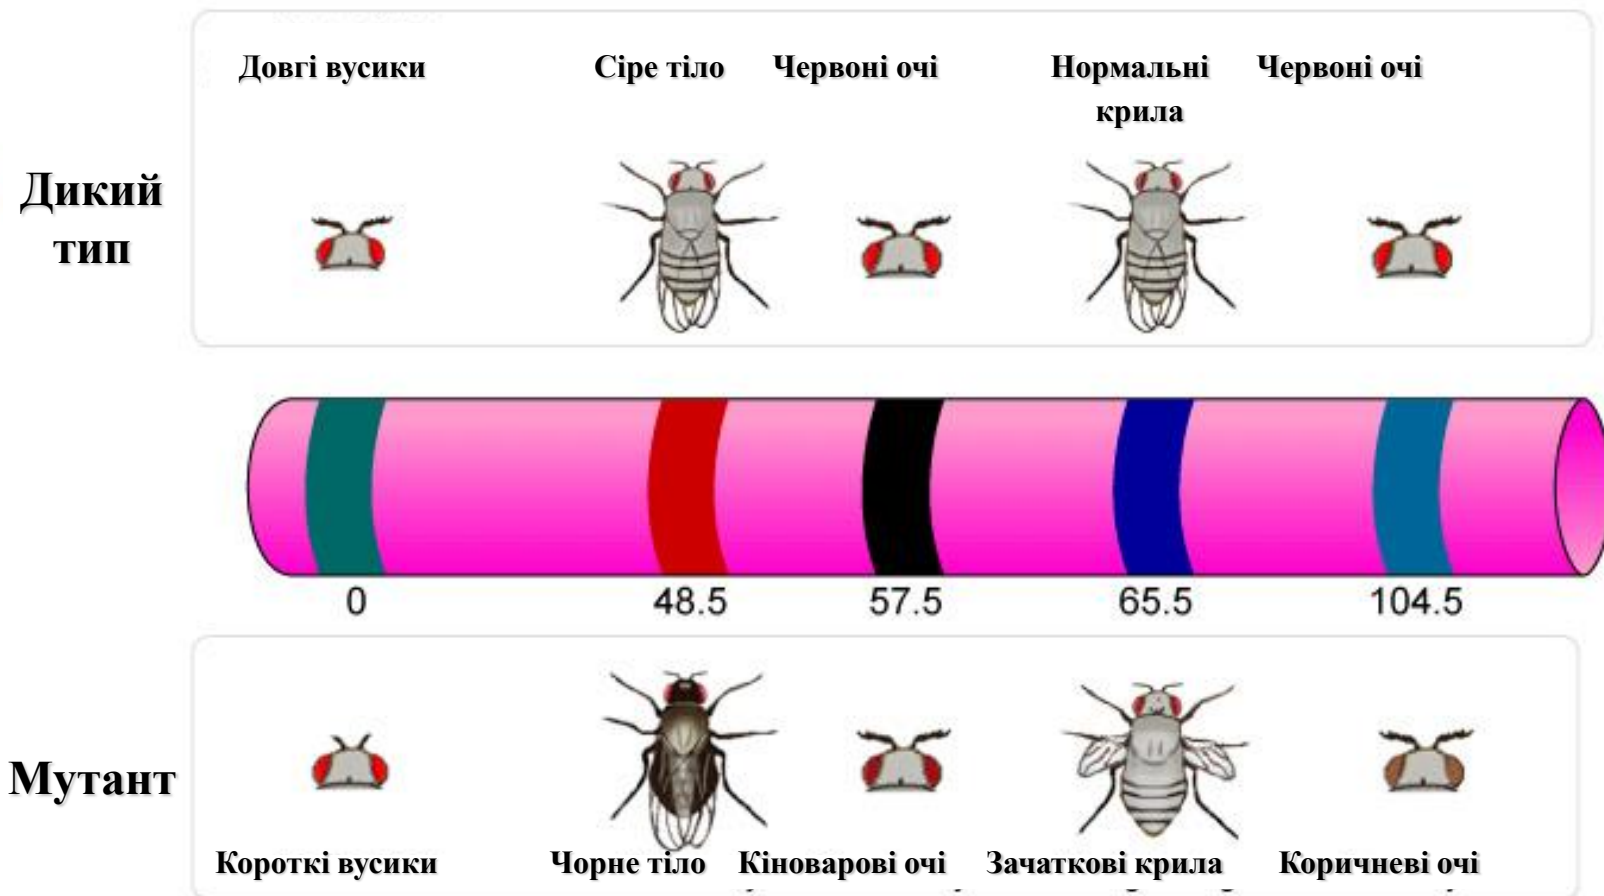 Довгі вусики Сіре тіло Червоні очі Нормальні Червоні очі
крила
Дикий
тип
0 48.5 57.5 65.5 104.5
Мутант
Короткі вусики Чорне тіло Кіноварові очі Зачаткові крила Коричневі очі